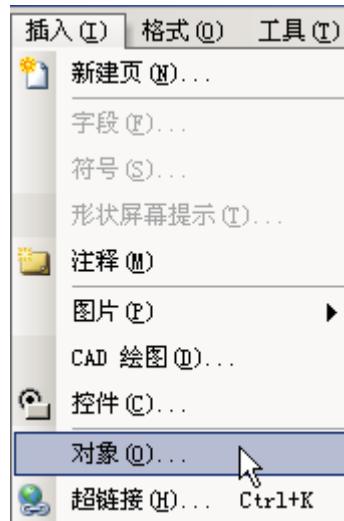 插入(I) 格式(O) 工具(T)
新建页(N)...
字段(F)...
符号(S)...
形状屏幕提示(T)...
注释(M)
图片(P)
CAD 绘图(D)...
控件(C)...
对象(O)...
超链接(H)... Ctrl+K